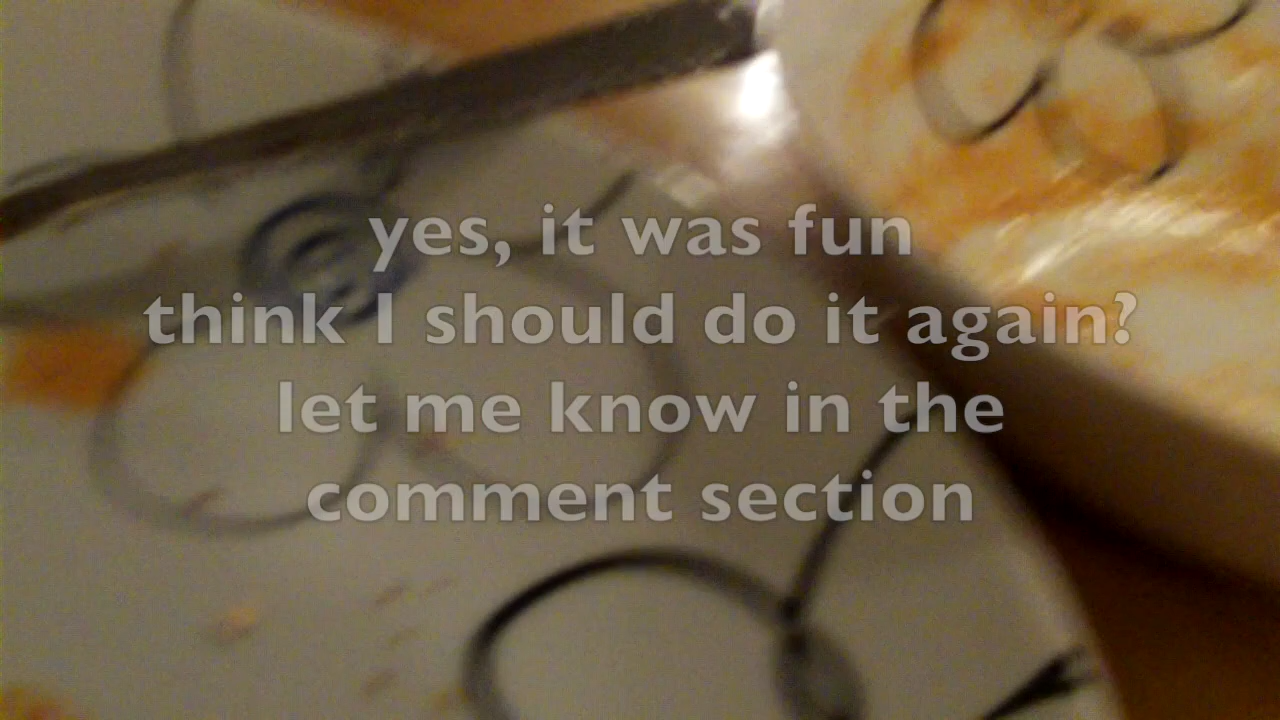 yes, it was fun
think I should do it again?
let me know in the
comment section